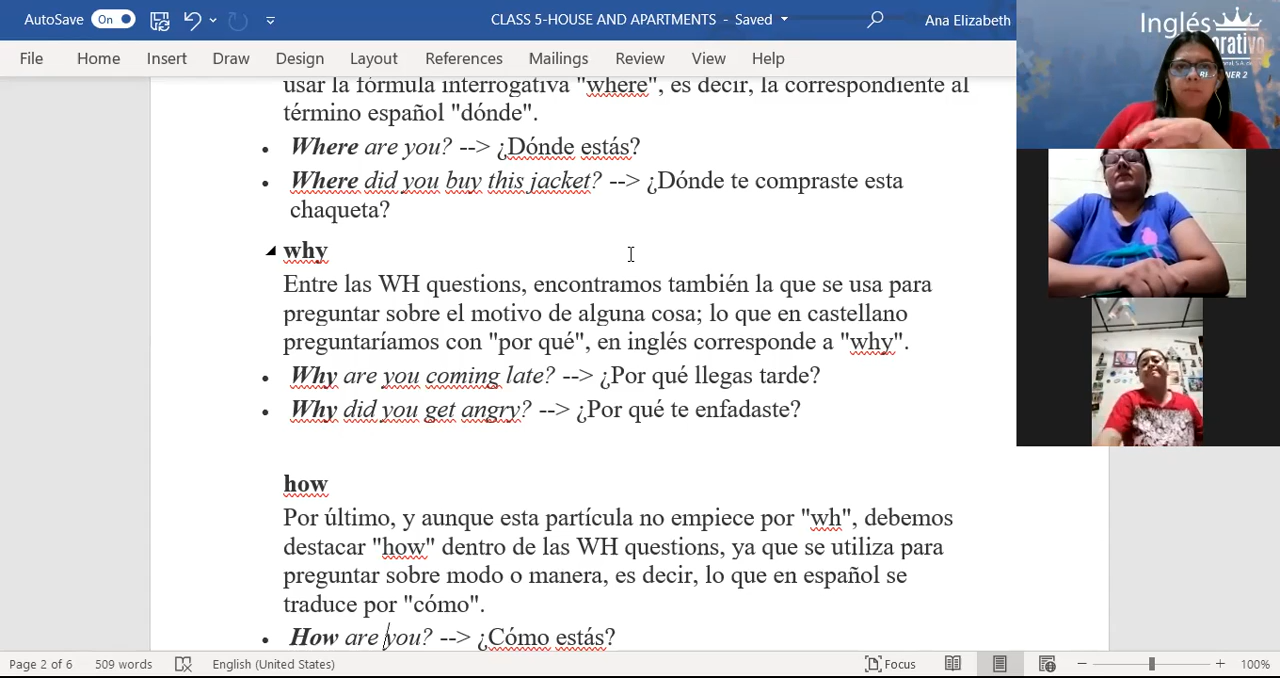 AutoSave On CLASS 5-HOUSE AND APARTMENTS - Saved Ana Elizabeth
File Home Insert Draw Design Layout References Mailings Review View Help
usar la fórmula interrogativa "where", es decir, la correspondiente al
término español "dónde".
Where are you? --> ¿Dónde estás?
Where did you buy this jacket? --> ¿Dónde te compraste esta
chaqueta?
why
Entre las WH questions, encontramos también la que se usa para
preguntar sobre el motivo de alguna cosa; lo que en castellano
preguntaríamos con "por qué", en inglés corresponde a "why".
Why are you coming late? --> ¿Por qué llegas tarde?
Why did you get angry? --> ¿Por qué te enfadaste?
how
Por último, y aunque esta partícula no empiece por "wh", debemos
destacar "how" dentro de las WH questions, ya que se utiliza para
preguntar sobre modo o manera, es decir, lo que en español se
traduce por "cómo".
How are you? --> ¿Cómo estás?
Page 2 of 6 509 words English (United States) Focus 100%
Inglés